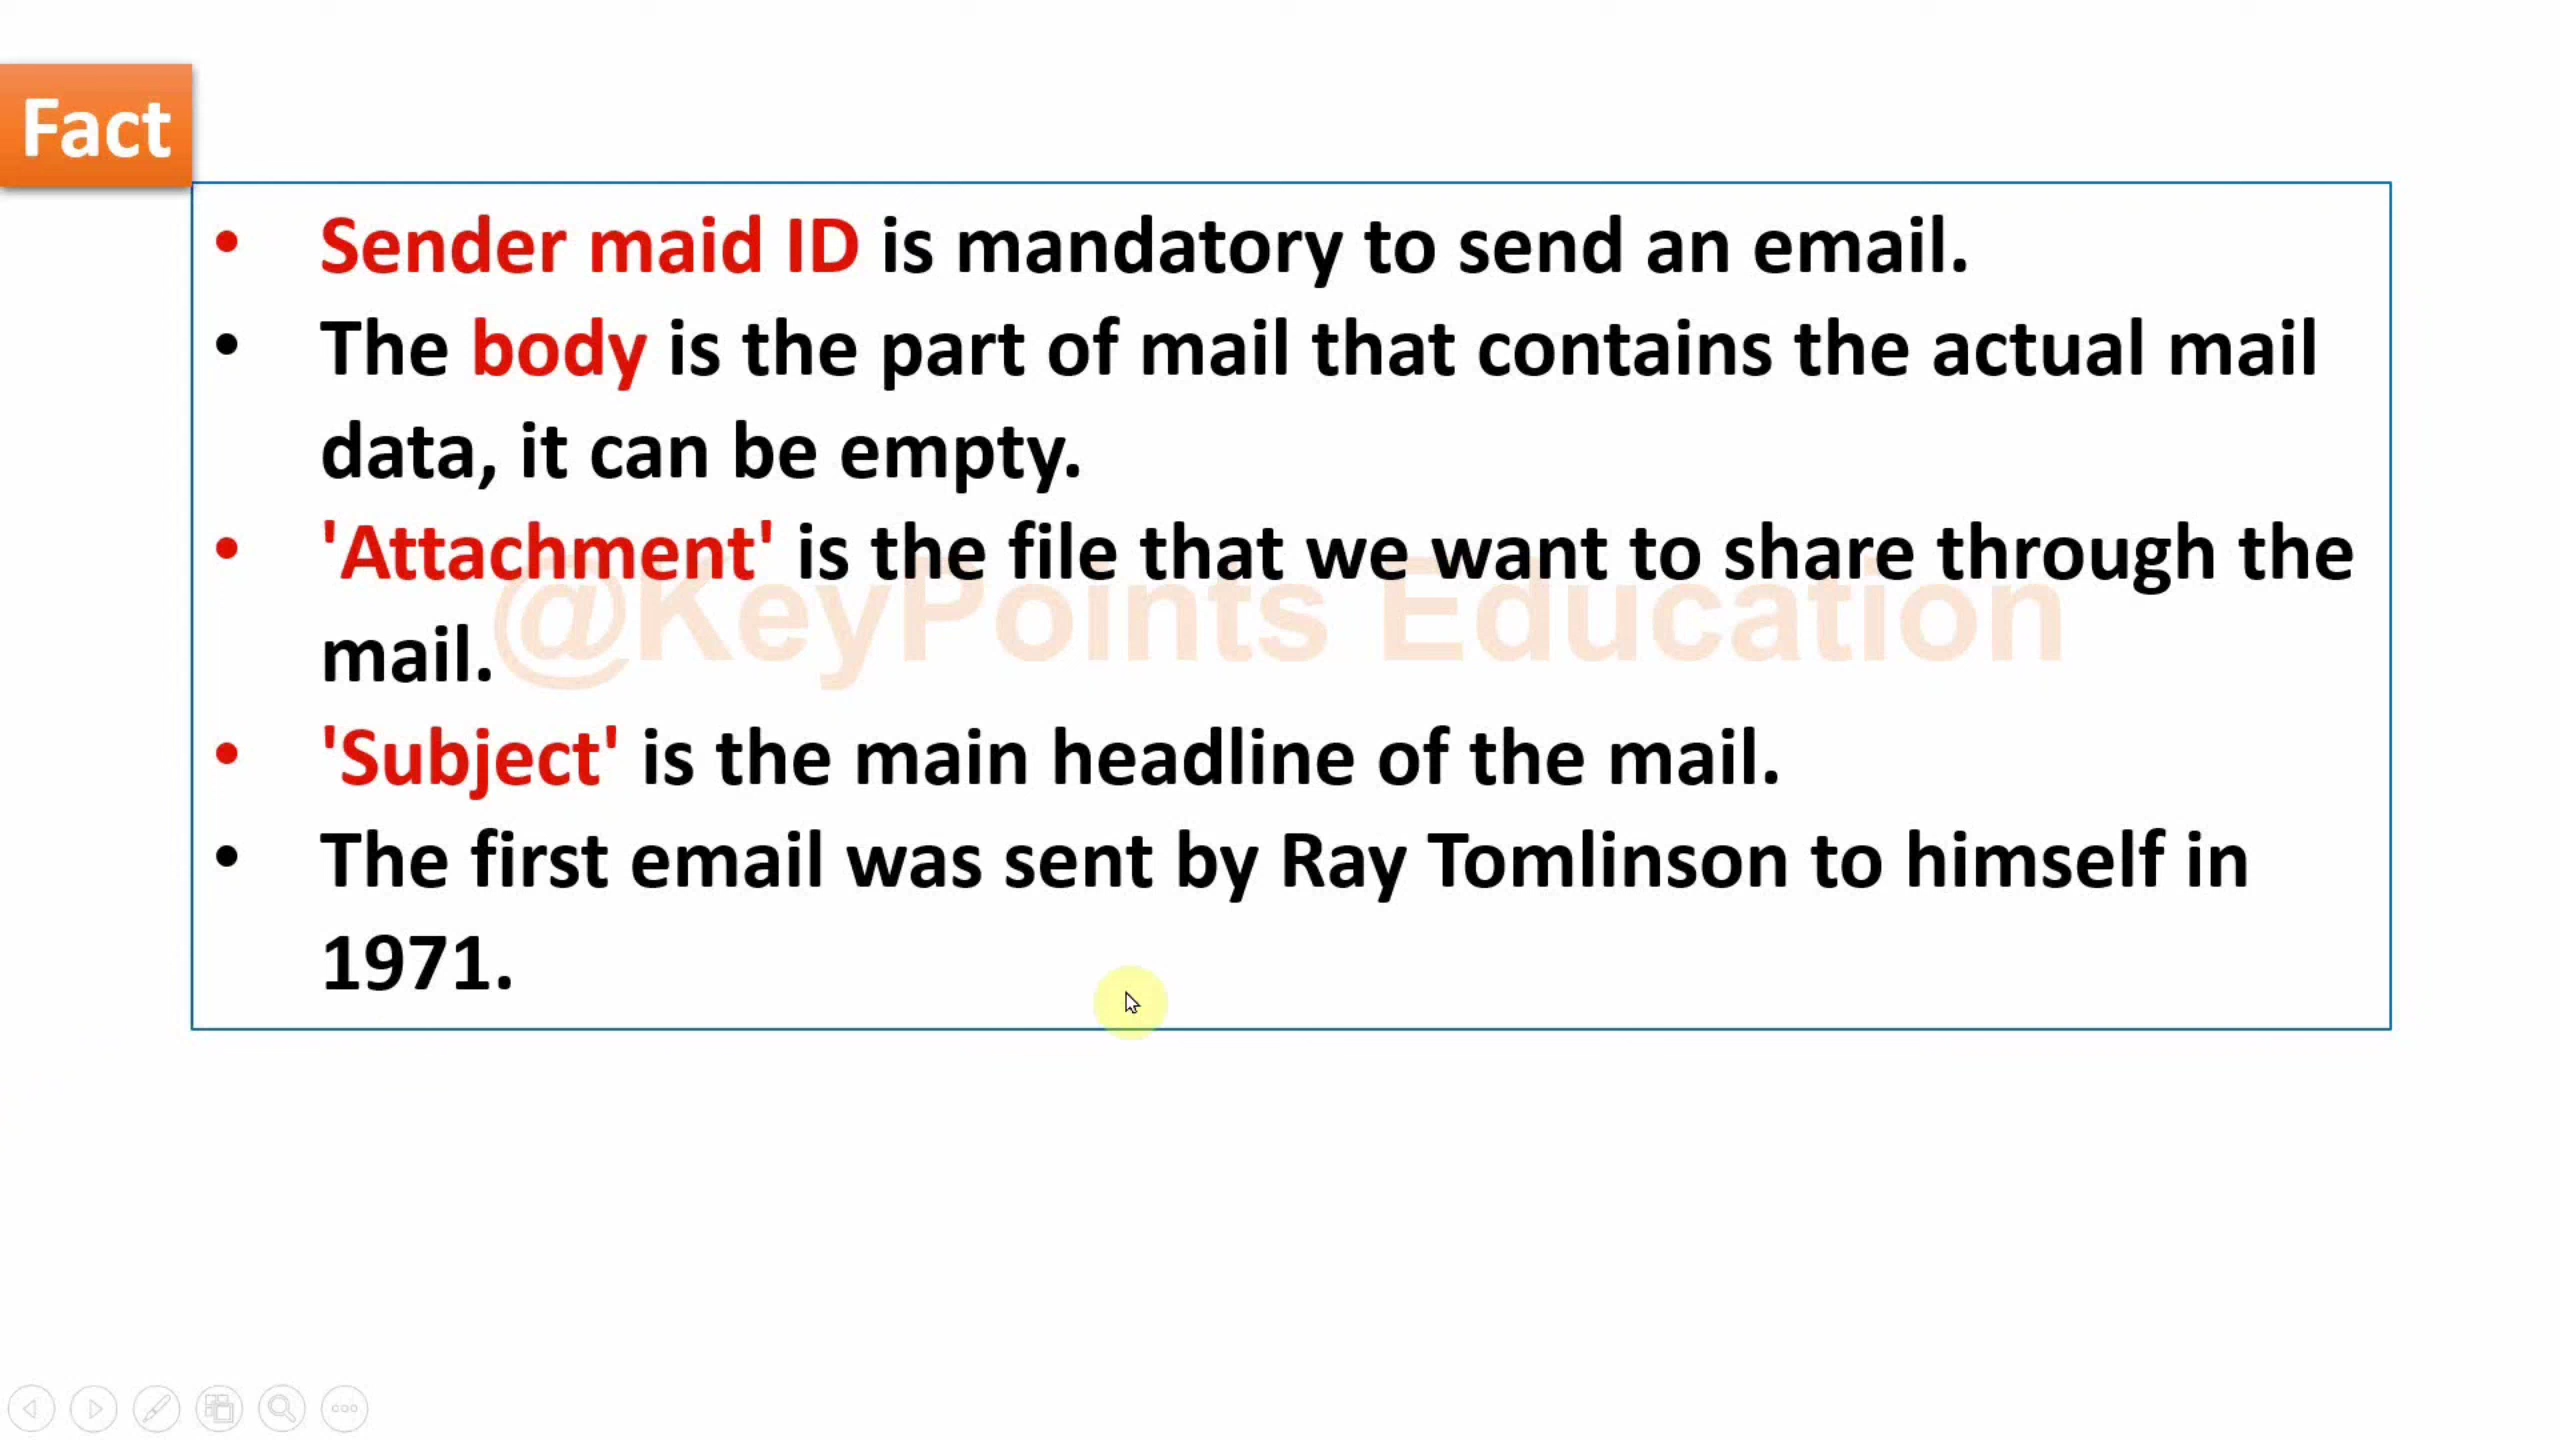 Fact
• Sender maid ID is mandatory to send an email.
• The body is the part of mail that contains the actual mail
data, it can be empty.
• 'Attachment' is the file that we want to share through the
mail.
@KeyPoints Education
• 'Subject' is the main headline of the mail.
• The first email was sent by Ray Tomlinson to himself in
1971.